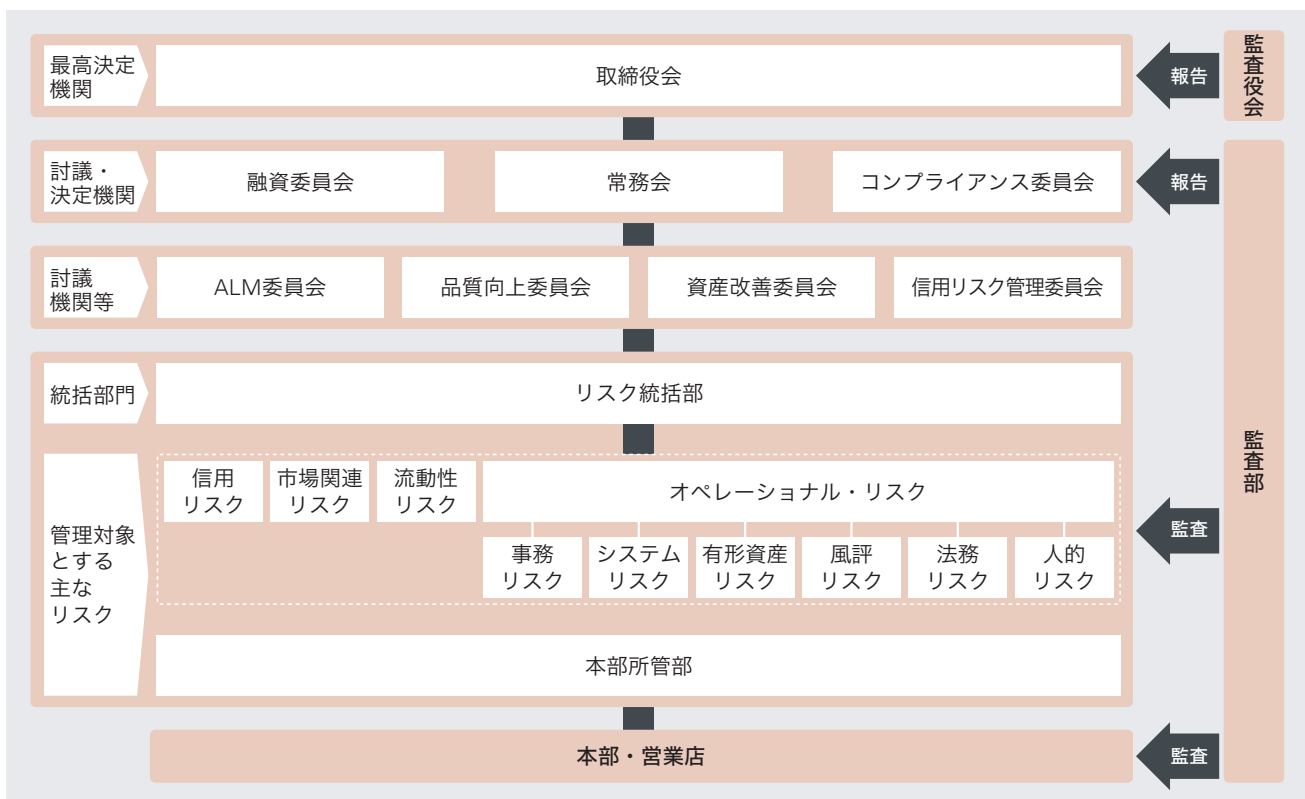 最高決定
機関
取締役会
報告
監査役会
討議・
決定機関
融資委員会
常務会
コンプライアンス委員会
報告
討議
機関等
ALM委員会
品質向上委員会
資産改善委員会
信用リスク管理委員会
統括部門
リスク統括部
監査部
管理対象
とする
主な
リスク
信用
リスク
市場関連
リスク
流動性
リスク
オペレーショナル・リスク
事務
リスク
システム
リスク
有形資産
リスク
風評
リスク
法務
リスク
人的
リスク
監査
本部所管部
本部・営業店
監査